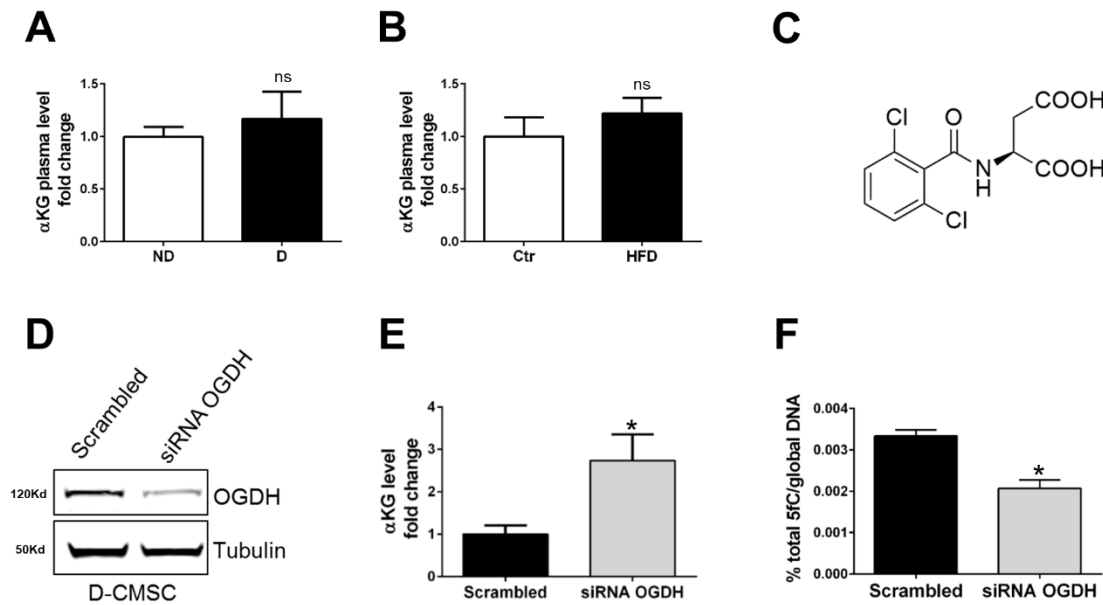 A
αKG plasma level
fold change
1.5
1.0
0.5
0.0
ns
ND
D
B
αKG plasma level
fold change
1.5
1.0
0.5
0.0
ns
Ctr
HFD
C
Cl
O
N
H
Cl
COOH
COOH
D
Scrambled
siRNA OGDH
120Kd
OGDH
50Kd
Tubulin
D-CMSC
E
αKG level
fold change
4
3
2
1
0
*
Scrambled
siRNA OGDH
F
% total 5fC/global DNA
0.004
0.003
0.002
0.001
0.000
*
Scrambled
siRNA OGDH